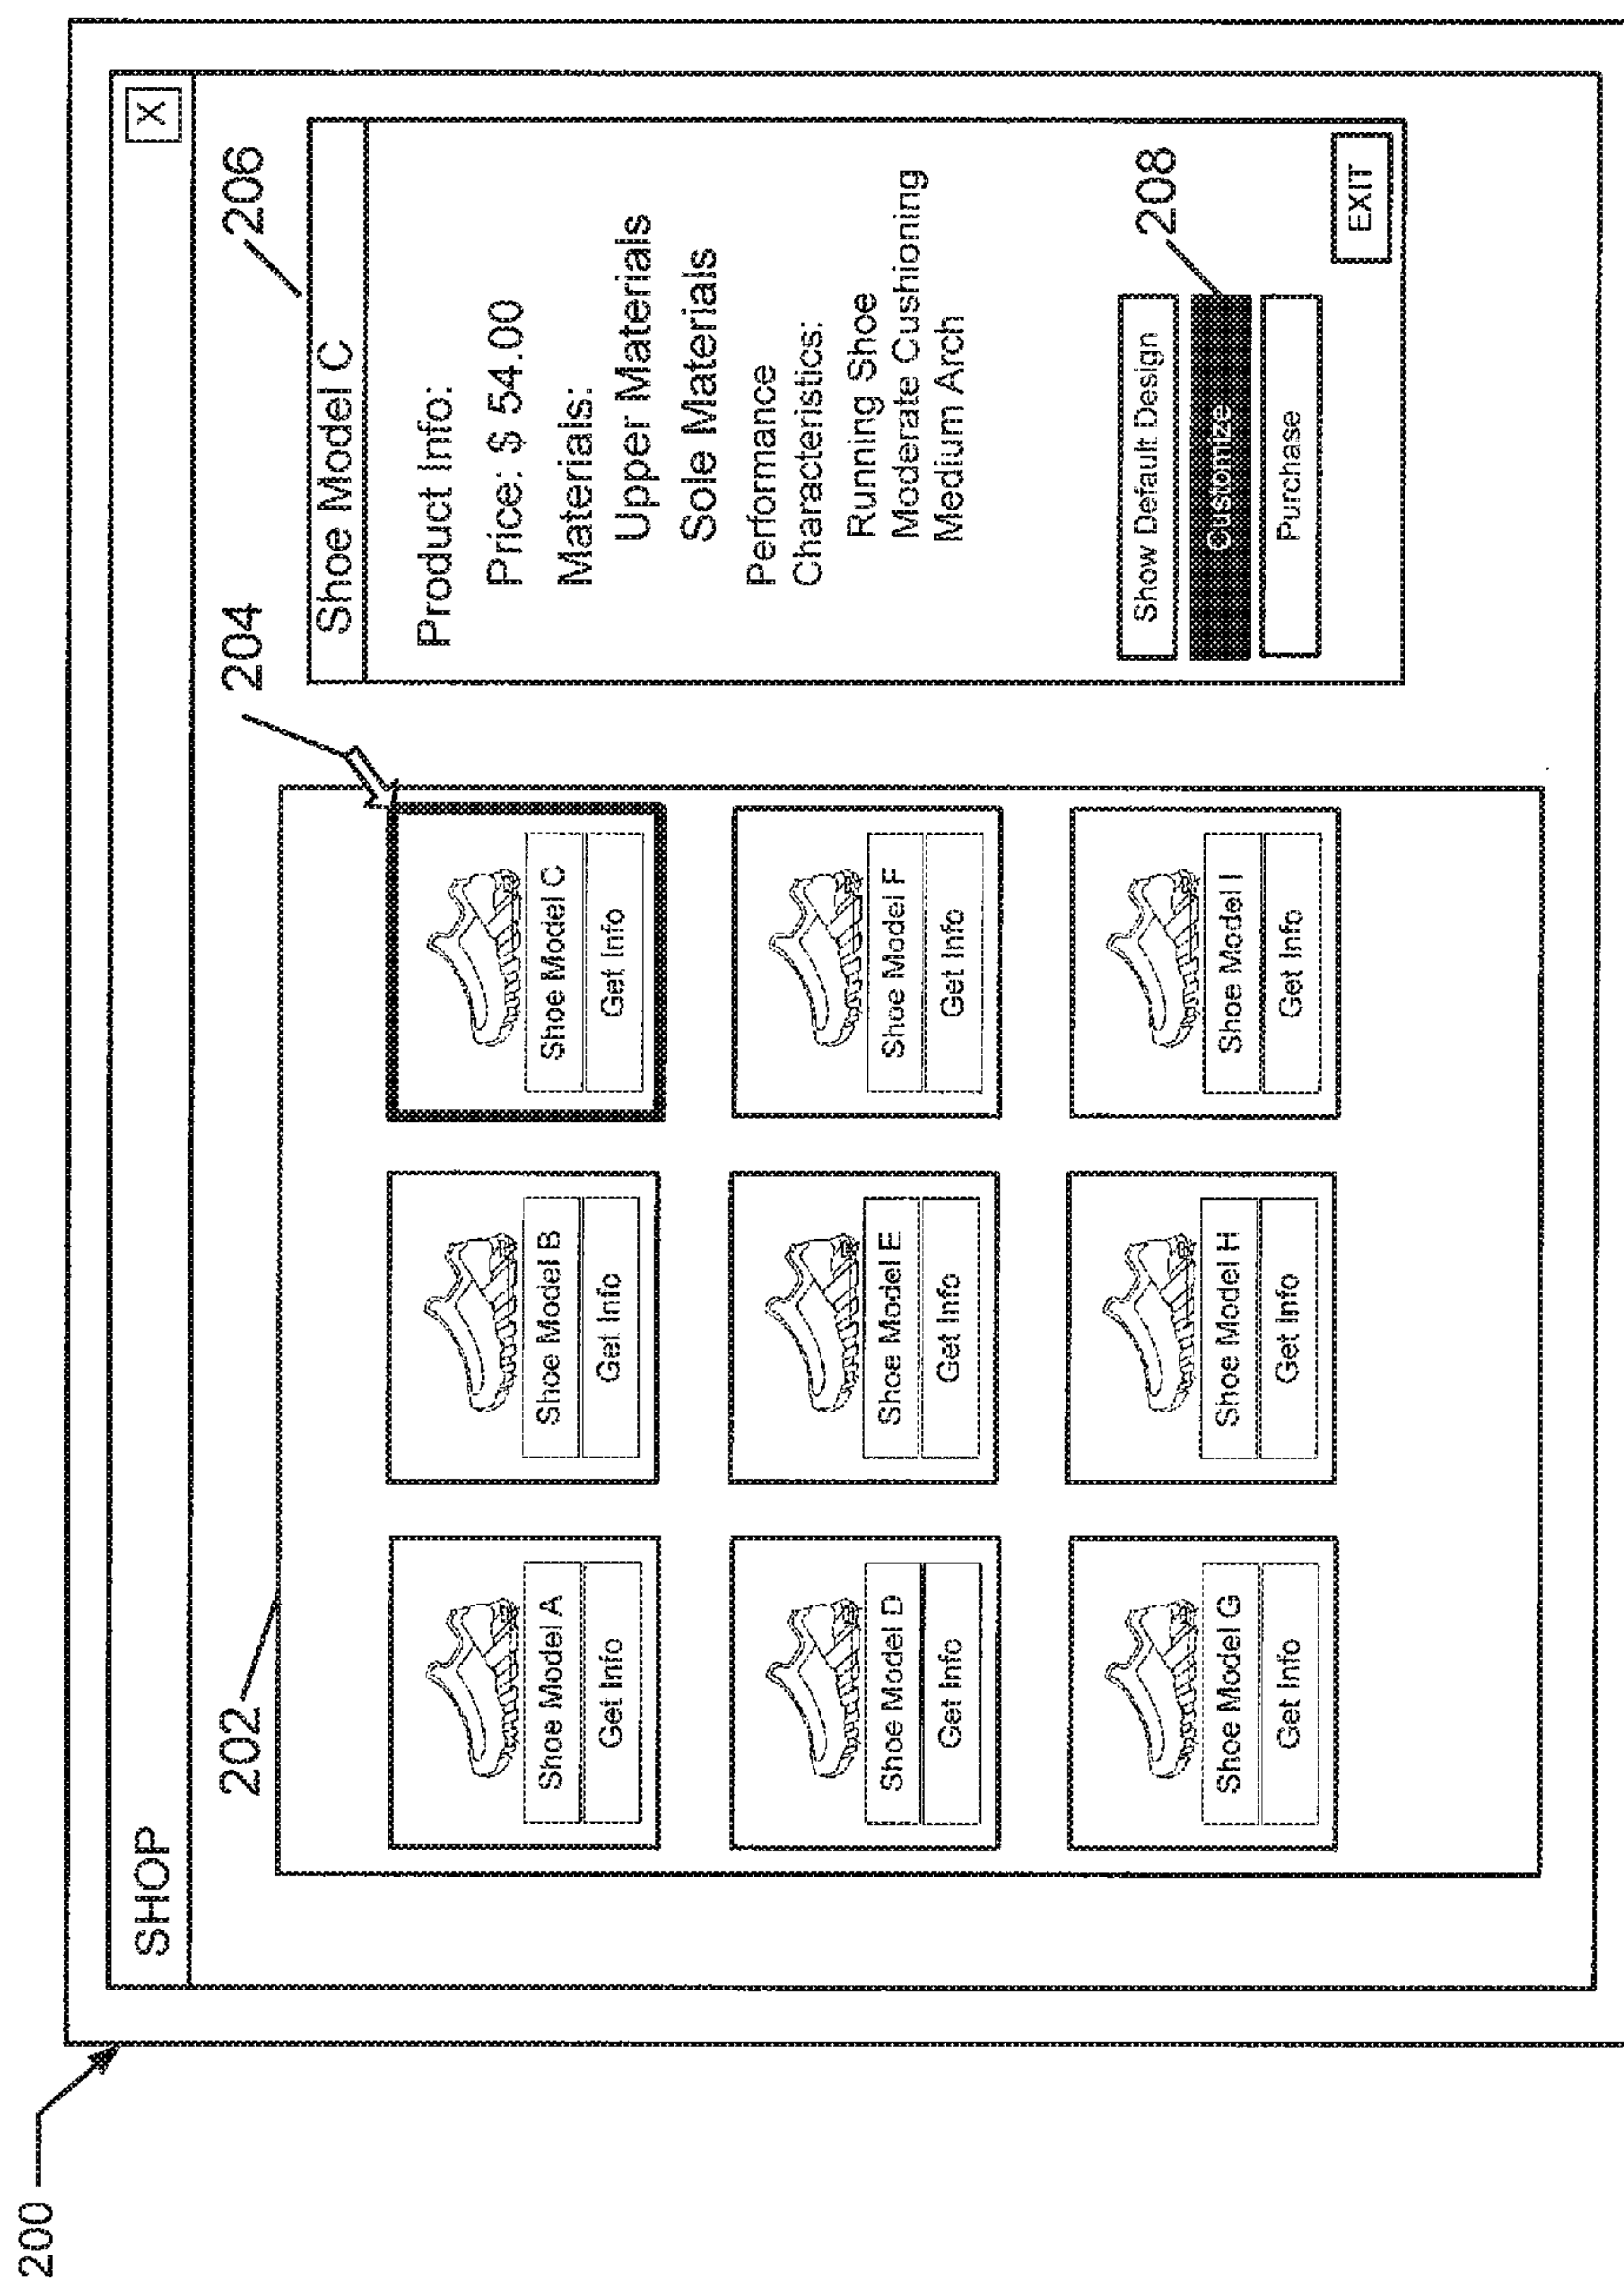 200
SHOP
X
202
204
206
Shoe Model A
Get Info
Shoe Model B
Get Info
Shoe Model C
Get Info
Shoe Model D
Get Info
Shoe Model E
Get Info
Shoe Model F
Get Info
Shoe Model G
Get Info
Shoe Model H
Get Info
Shoe Model I
Get Info
Shoe Model C
Product Info:
Price: $ 54.00
Materials:
Upper Materials
Sole Materials
Performance
Characteristics:
Running Shoe
Moderate Cushioning
Medium Arch
208
Show Default Design
Customize
Purchase
EXIT